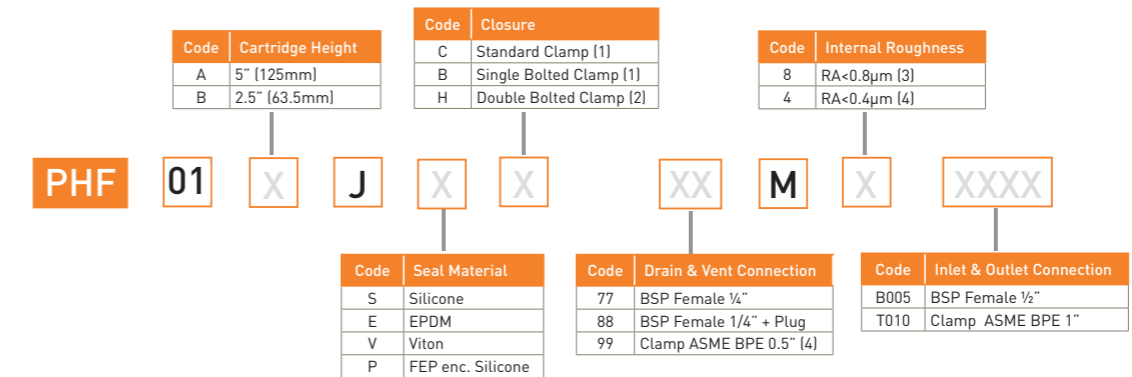 Code Cartridge Height
A 5” (125mm)
B 2.5” (63.5mm)
Code Closure
C Standard Clamp (1)
B Single Bolted Clamp (1)
H Double Bolted Clamp (2)
Code Internal Roughness
8 RA<0.8µm (3)
4 RA<0.4µm (4)
PHF 01 X J X X XX M X XXXX
Code Seal Material
S Silicone
E EPDM
V Viton
P FEP enc. Silicone
Code Drain & Vent Connection
77 BSP Female ¼”
88 BSP Female 1/4” + Plug
99 Clamp ASME BPE 0.5” (4)
Code Inlet & Outlet Connection
B005 BSP Female ½”
T010 Clamp ASME BPE 1”